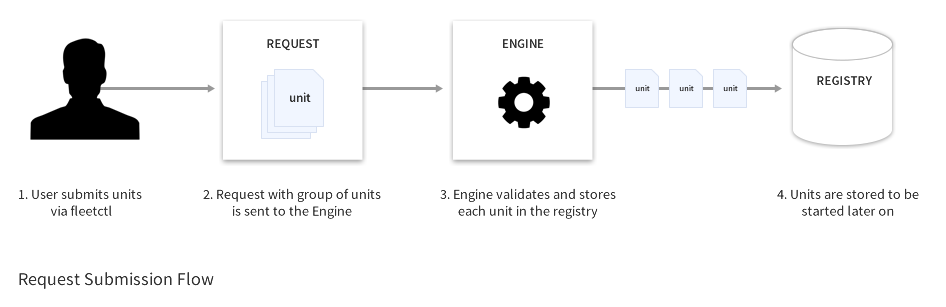 REQUEST
ENGINE
REGISTRY
unit
unit
unit
unit
1. User submits units
via fleetctl
2. Request with group of units
is sent to the Engine
3. Engine validates and stores
each unit in the registry
4. Units are stored to be
started later on
Request Submission Flow